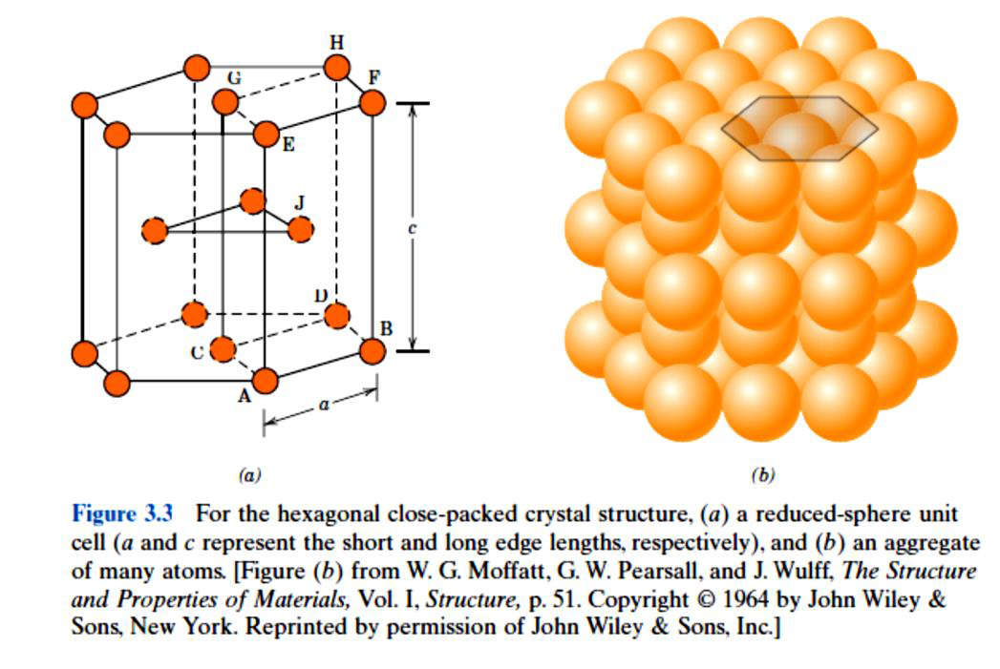 H
G
F
E
J
c
D
B
C
A
a
(a)
(b)
Figure 3.3 For the hexagonal close-packed crystal structure, (a) a reduced-sphere unit
cell (a and c represent the short and long edge lengths, respectively), and (b) an aggregate
of many atoms. [Figure (b) from W. G. Moffatt, G. W. Pearsall, and J. Wulff, The Structure
and Properties of Materials, Vol. I, Structure, p. 51. Copyright © 1964 by John Wiley &
Sons, New York. Reprinted by permission of John Wiley & Sons, Inc.]